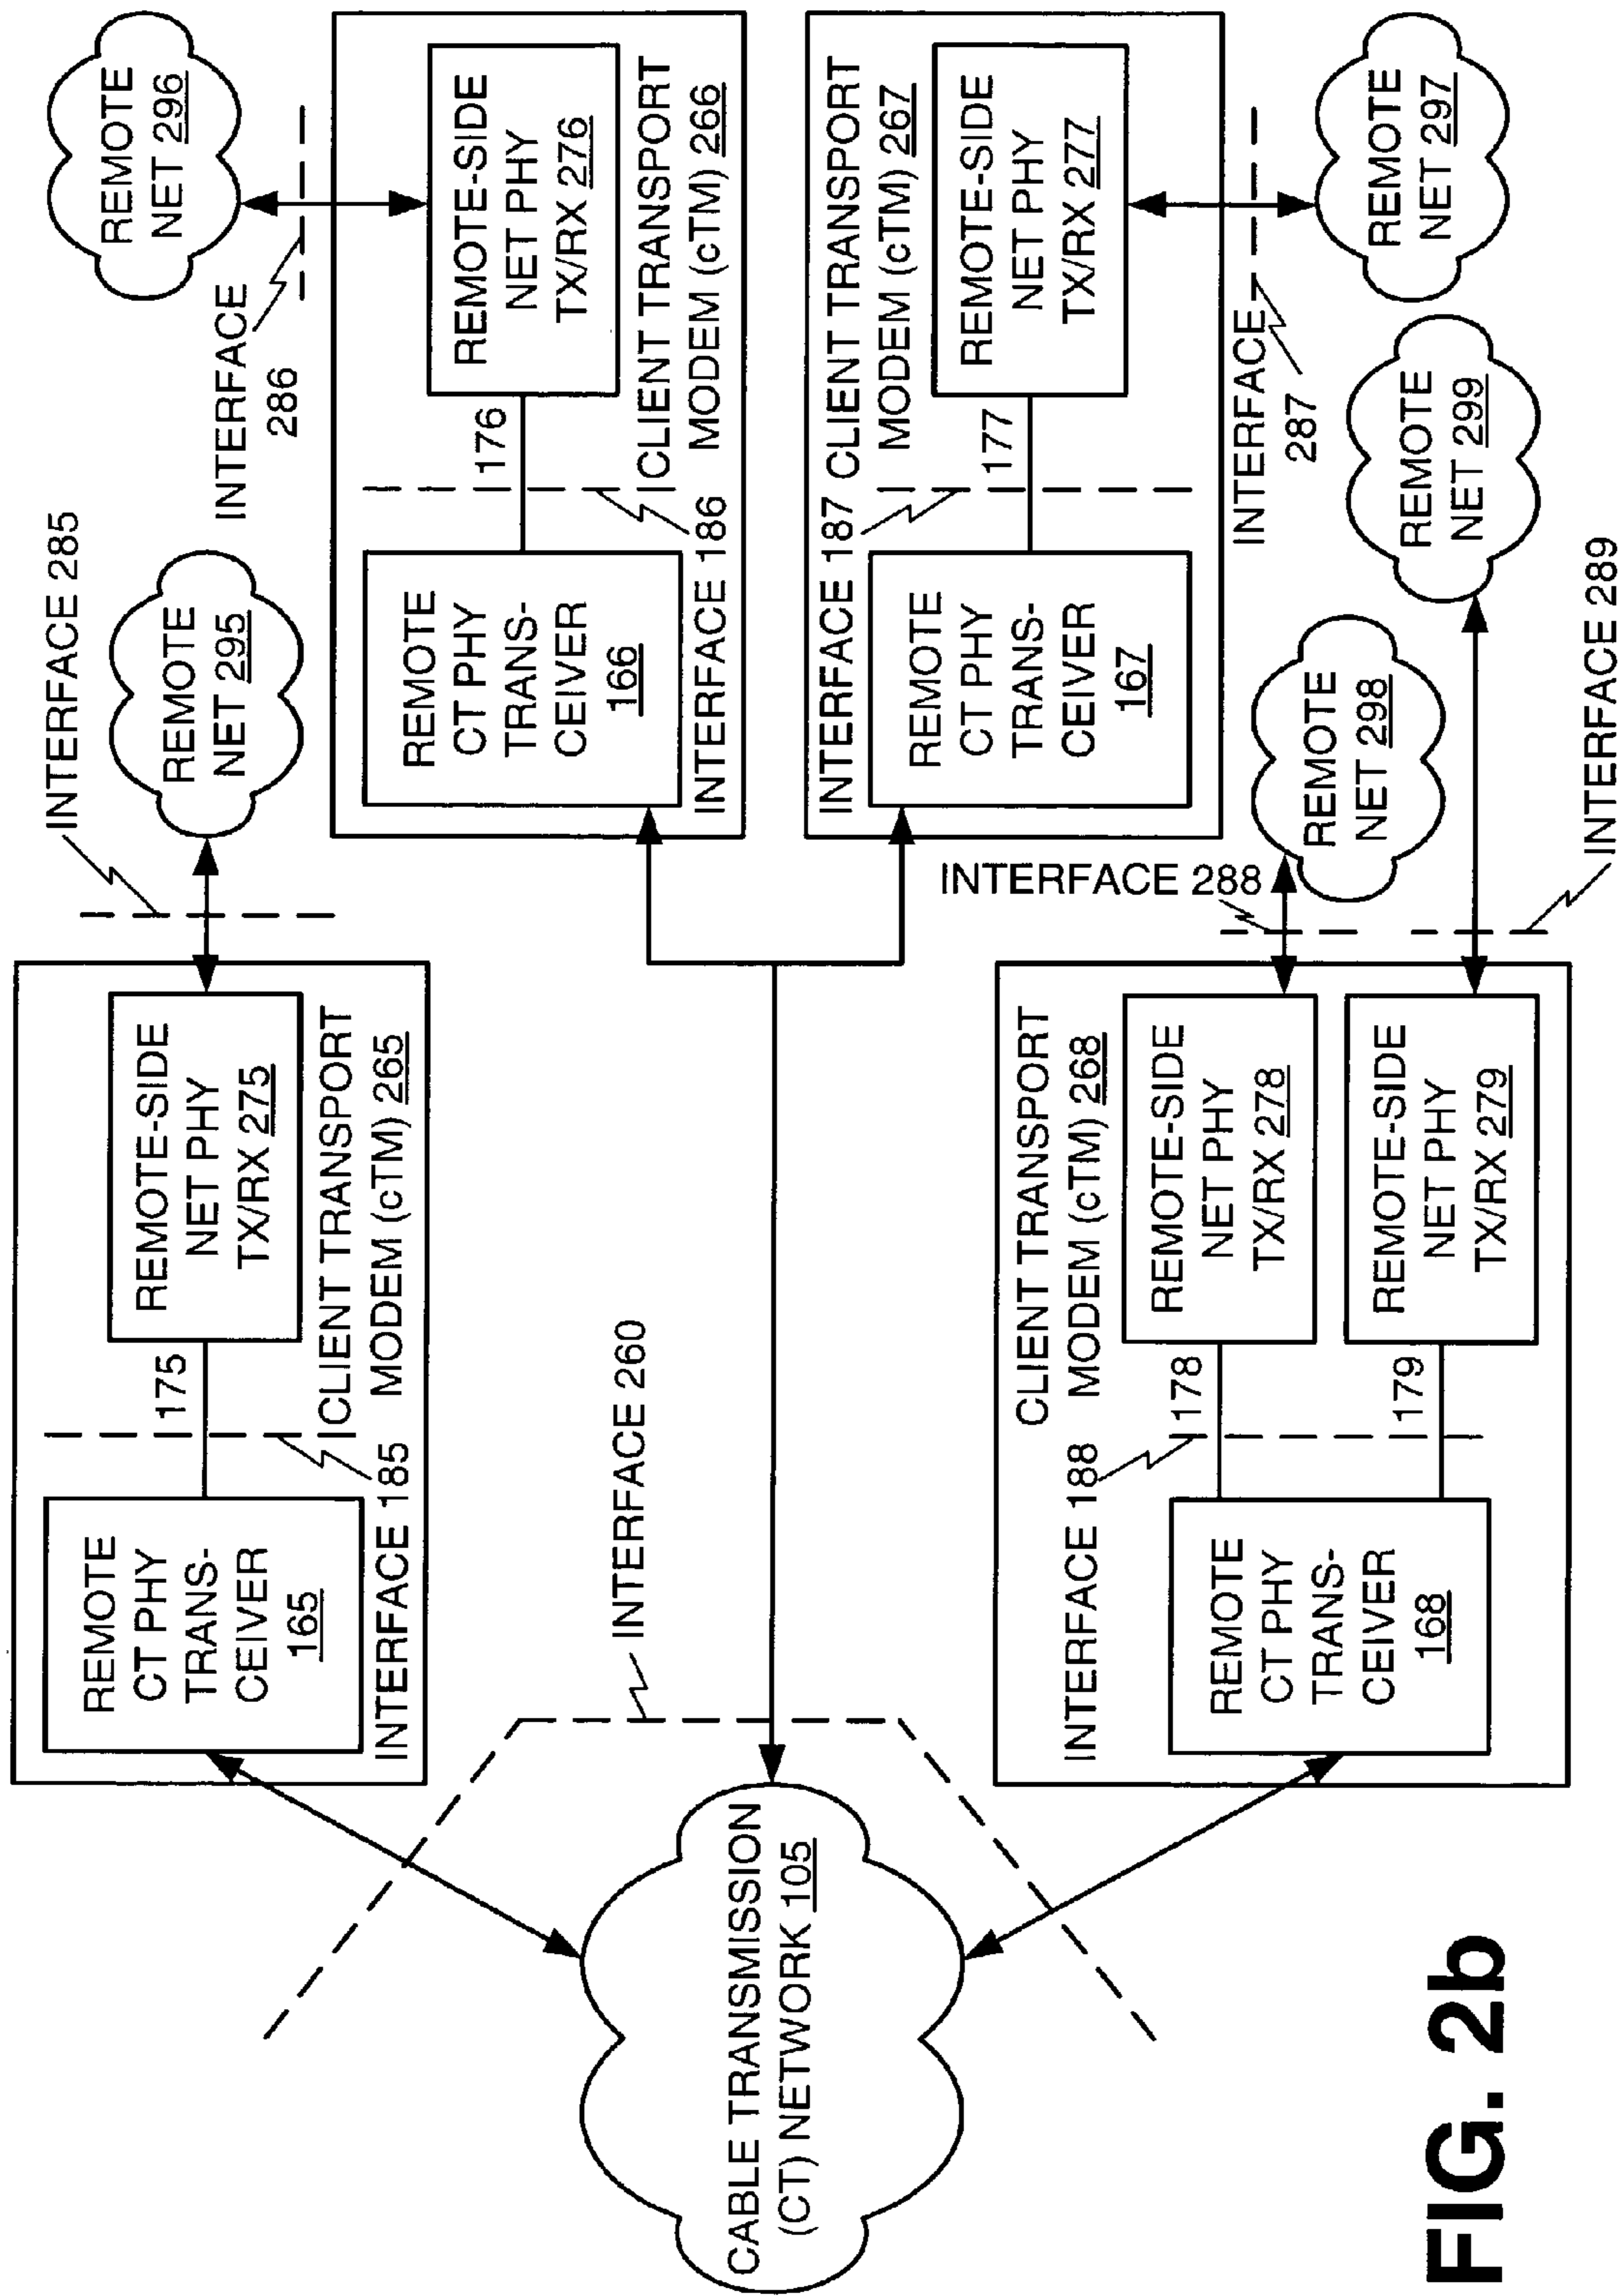 CABLE TRANSMISSION
(CT) NETWORK 105
INTERFACE 260
REMOTE
CT PHY
TRANS-
CEIVER
165
INTERFACE 185
175
REMOTE-SIDE
NET PHY
TX/RX 275
CLIENT TRANSPORT
MODEM (cTM) 265
INTERFACE 285
REMOTE
NET 295
REMOTE
CT PHY
TRANS-
CEIVER
166
INTERFACE 186
176
REMOTE-SIDE
NET PHY
TX/RX 276
CLIENT TRANSPORT
MODEM (cTM) 266
INTERFACE
286
REMOTE
NET 296
INTERFACE 187
REMOTE
CT PHY
TRANS-
CEIVER
167
177
CLIENT TRANSPORT
MODEM (cTM) 267
REMOTE-SIDE
NET PHY
TX/RX 277
INTERFACE
287
REMOTE
NET 297
CLIENT TRANSPORT
MODEM (cTM) 268
INTERFACE 188
REMOTE
CT PHY
TRANS-
CEIVER
168
178
179
REMOTE-SIDE
NET PHY
TX/RX 278
REMOTE-SIDE
NET PHY
TX/RX 279
INTERFACE 288
REMOTE
NET 298
REMOTE
NET 299
INTERFACE 289
FIG. 2b